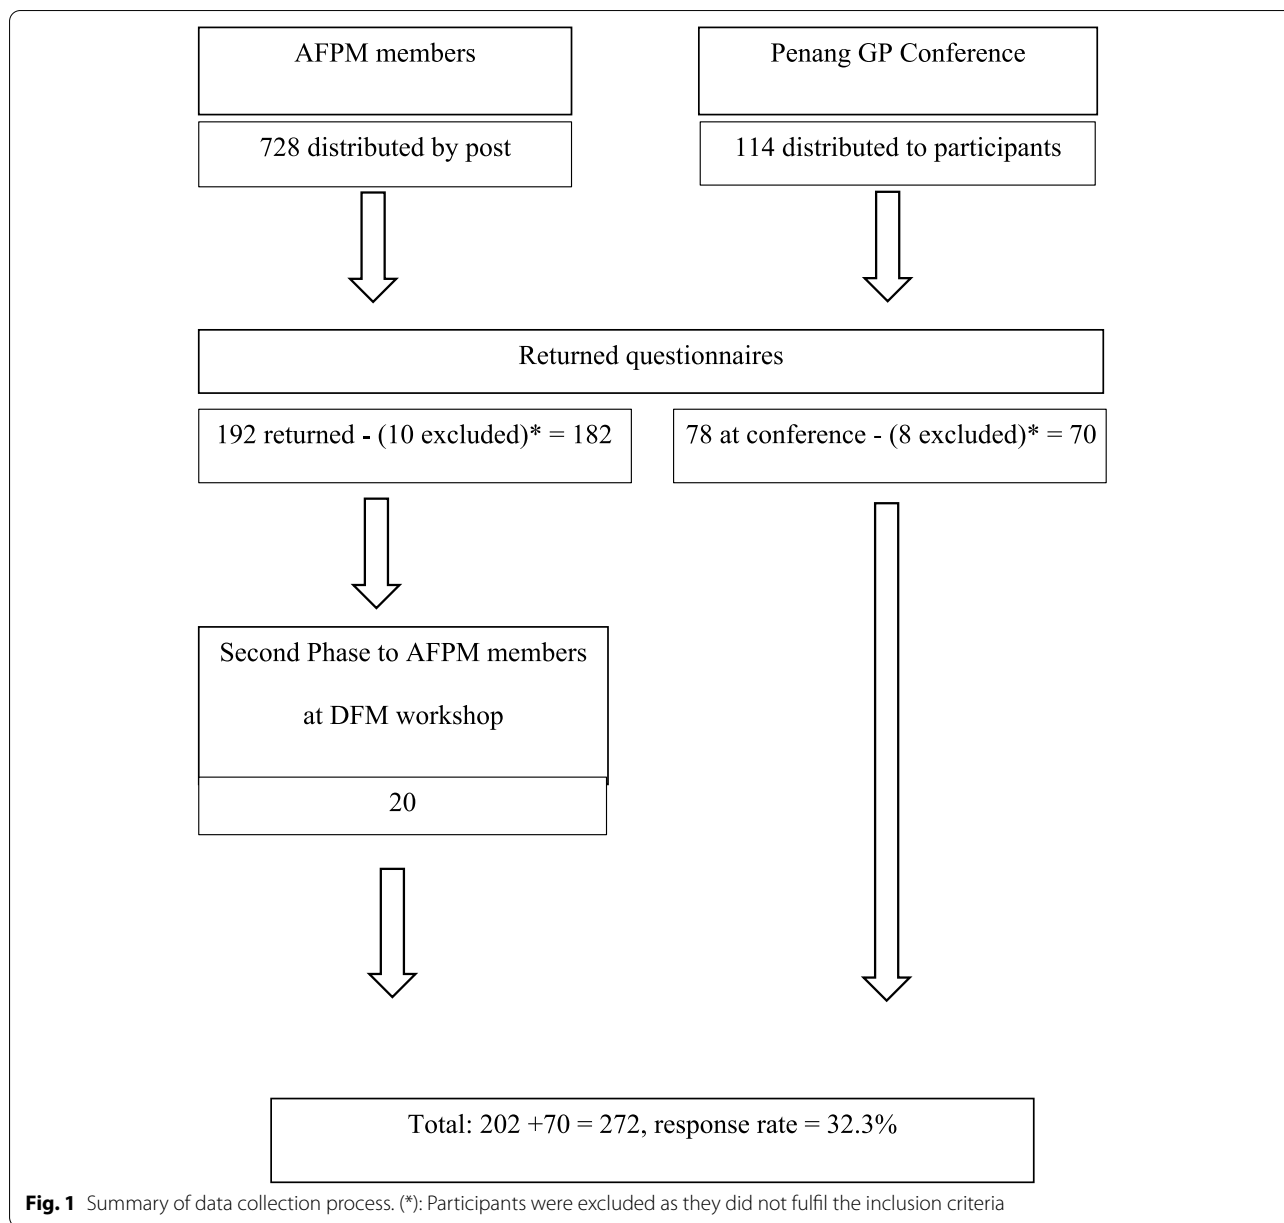 AFPM members
Penang GP Conference
728 distributed by post
114 distributed to participants
Returned questionnaires
192 returned - (10 excluded)* = 182
78 at conference - (8 excluded)* = 70
Second Phase to AFPM members
at DFM workshop
20
Total: 202 +70 = 272, response rate = 32.3%
Fig. 1 Summary of data collection process. (*): Participants were excluded as they did not fulfil the inclusion criteria